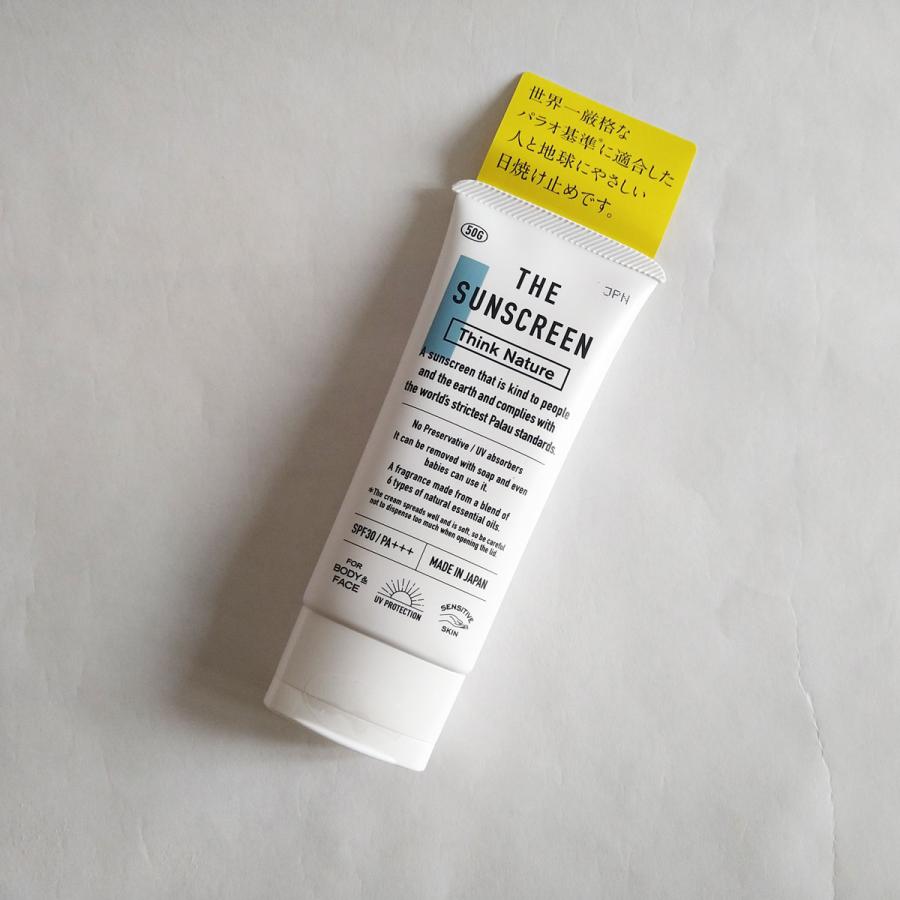 世界一厳格な
パラオ基準*に適合した
人と地球にやさしい
日焼け止めです。
50G
JPN
THE
SUNSCREEN
Think Nature
A sunscreen that is kind to people
and the earth and complies with
the world's strictest Palau standards.
No Preservative / UV absorbers
It can be removed with soap and even
babies can use it.
A fragrance made from a blend of
6 types of natural essential oils.
*The cream spreads well and is soft, so be careful
not to dispense too much when opening the lid.
SPF30 / PA+++
MADE IN JAPAN
FOR
BODY &
FACE
UV PROTECTION
SENSITIVE
SKIN